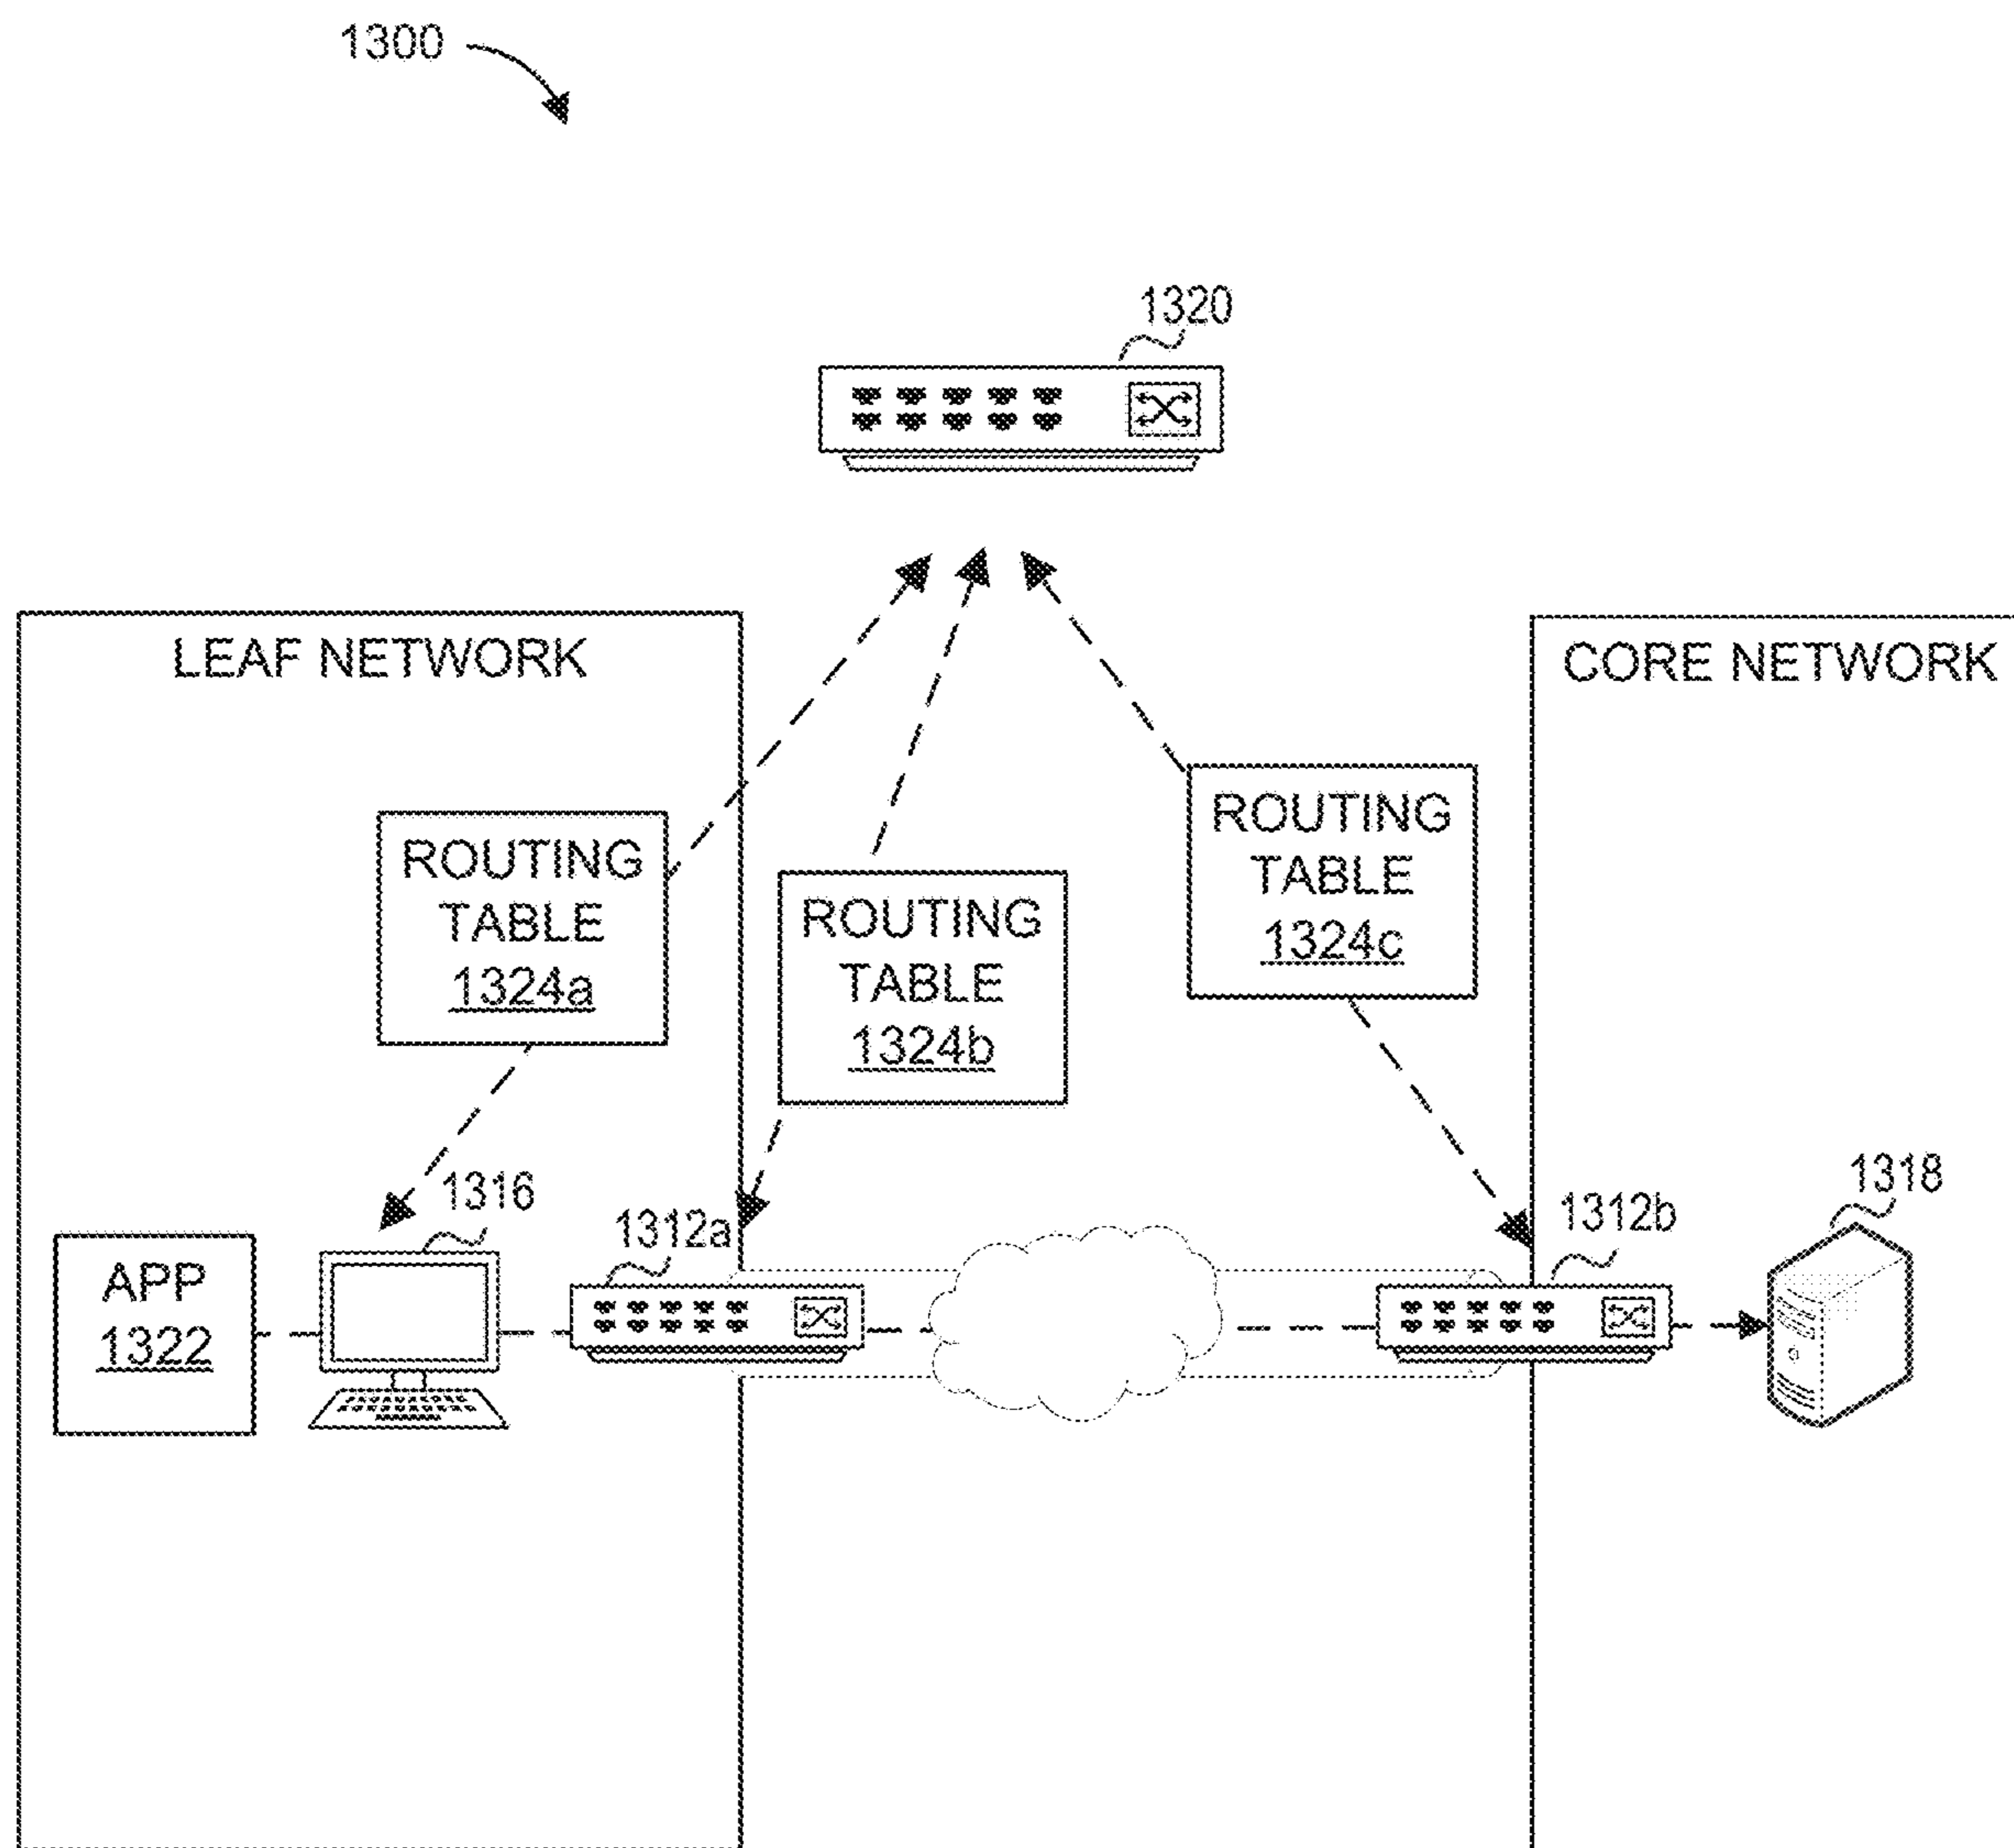 1300
1320
LEAF NETWORK
CORE NETWORK
ROUTING
TABLE
1324a
ROUTING
TABLE
1324b
ROUTING
TABLE
1324c
1316
1312a
1312b
1318
APP
1322